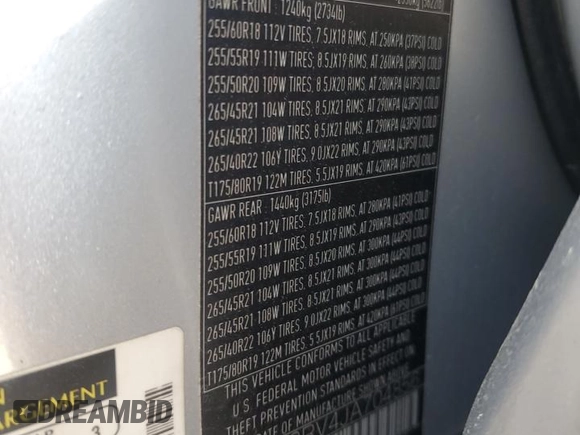 GAWR FRONT : 1240kg (2734lb)
255/60R18 112V TIRES, 7.5JX18 RIMS, AT 250KPA (37PSI) COLD
255/55R19 111W TIRES, 8.5JX19 RIMS, AT 260KPA (38PSI) COLD
255/50R20 109W TIRES, 8.5JX20 RIMS, AT 280KPA (41PSI) COLD
265/45R21 104W TIRES, 8.5JX21 RIMS, AT 290KPA (43PSI) COLD
265/45R21 108W TIRES, 8.5JX21 RIMS, AT 290KPA (43PSI) COLD
265/40R22 106Y TIRES, 9.0JX22 RIMS, AT 290KPA (43PSI) COLD
T175/80R19 122M TIRES, 5.5JX19 RIMS, AT 420KPA (61PSI) COLD
GAWR REAR : 1440kg (3175lb)
255/60R18 112V TIRES, 7.5JX18 RIMS, AT 280KPA (41PSI) COLD
255/55R19 111W TIRES, 8.5JX19 RIMS, AT 290KPA (43PSI) COLD
255/50R20 109W TIRES, 8.5JX20 RIMS, AT 300KPA (44PSI) COLD
265/45R21 104W TIRES, 8.5JX21 RIMS, AT 300KPA (44PSI) COLD
265/45R21 108W TIRES, 8.5JX21 RIMS, AT 300KPA (44PSI) COLD
265/40R22 106Y TIRES, 9.0JX22 RIMS, AT 300KPA (44PSI) COLD
T175/80R19 122M TIRES, 5.5JX19 RIMS, AT 420KPA (61PSI) COLD
THIS VEHICLE CONFORMS TO ALL APPLICABLE
U.S. FEDERAL MOTOR VEHICLE SAFETY AND
THEFT PREVENTION STANDARDS
3
FCS FREE CAR SEARCH